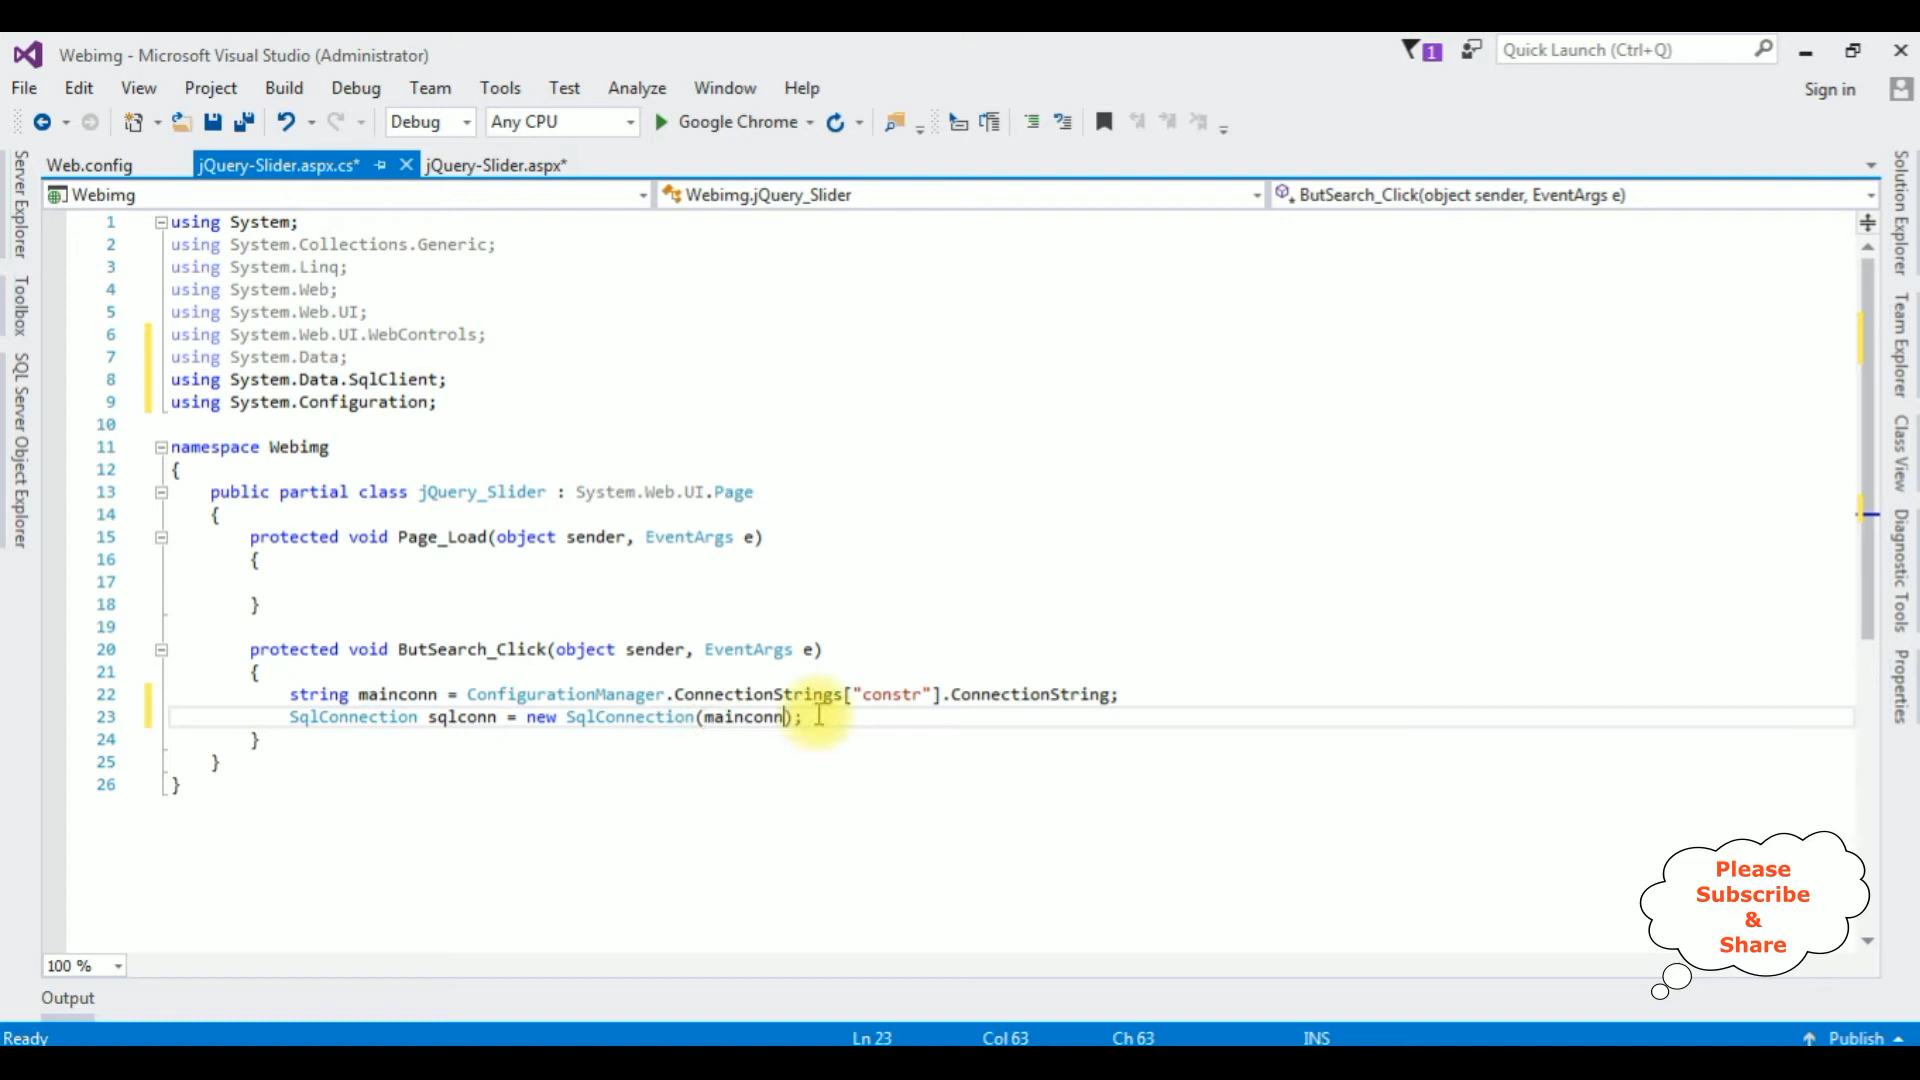 Webimg - Microsoft Visual Studio (Administrator)
1
Quick Launch (Ctrl+Q)
File Edit View Project Build Debug Team Tools Test Analyze Window Help
Sign in
Debug Any CPU Google Chrome
Web.config jQuery-Slider.aspx.cs* jQuery-Slider.aspx*
Webimg Webimg.jQuery_Slider ButSearch_Click(object sender, EventArgs e)
Server Explorer
Toolbox
SQL Server Object Explorer
1 using System;
2 using System.Collections.Generic;
3 using System.Linq;
4 using System.Web;
5 using System.Web.UI;
6 using System.Web.UI.WebControls;
7 using System.Data;
8 using System.Data.SqlClient;
9 using System.Configuration;
10
11 namespace Webimg
12 {
13 public partial class jQuery_Slider : System.Web.UI.Page
14 {
15 protected void Page_Load(object sender, EventArgs e)
16 {
17
18 }
19
20 protected void ButSearch_Click(object sender, EventArgs e)
21 {
22 string mainconn = ConfigurationManager.ConnectionStrings["constr"].ConnectionString;
23 SqlConnection sqlconn = new SqlConnection(mainconn);
24 }
25 }
26 }
Solution Explorer
Team Explorer
Class View
Diagnostic Tools
Properties
Please
Subscribe
&
Share
100 %
Output
Ready Ln 23 Col 63 Ch 63 INS Publish